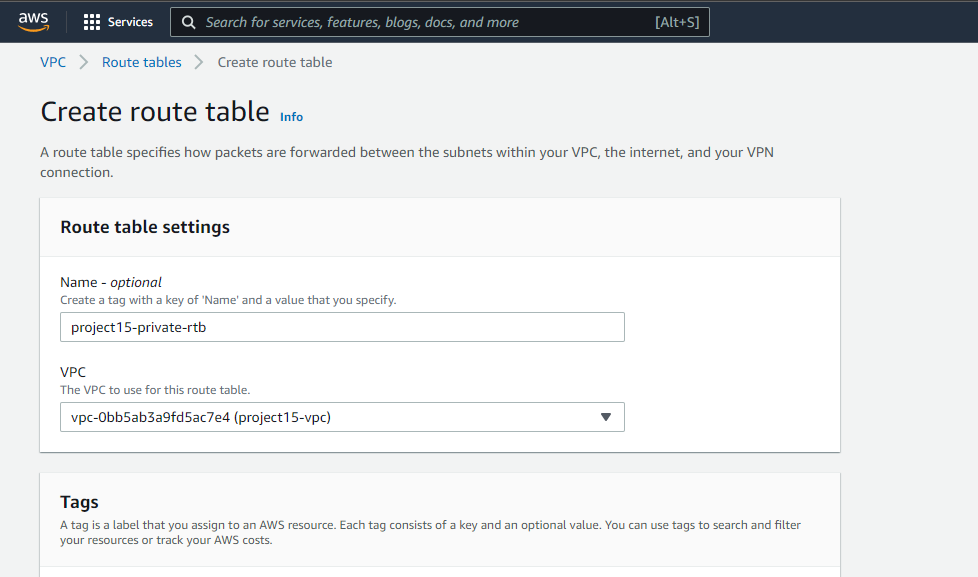 aws Services Search for services, features, blogs, docs, and more [Alt+S]
VPC Route tables Create route table
Create route table Info
A route table specifies how packets are forwarded between the subnets within your VPC, the internet, and your VPN
connection.
Route table settings
Name - optional
Create a tag with a key of 'Name' and a value that you specify.
project15-private-rtb
VPC
The VPC to use for this route table.
vpc-0bb5ab3a9fd5ac7e4 (project15-vpc)
Tags
A tag is a label that you assign to an AWS resource. Each tag consists of a key and an optional value. You can use tags to search and filter
your resources or track your AWS costs.